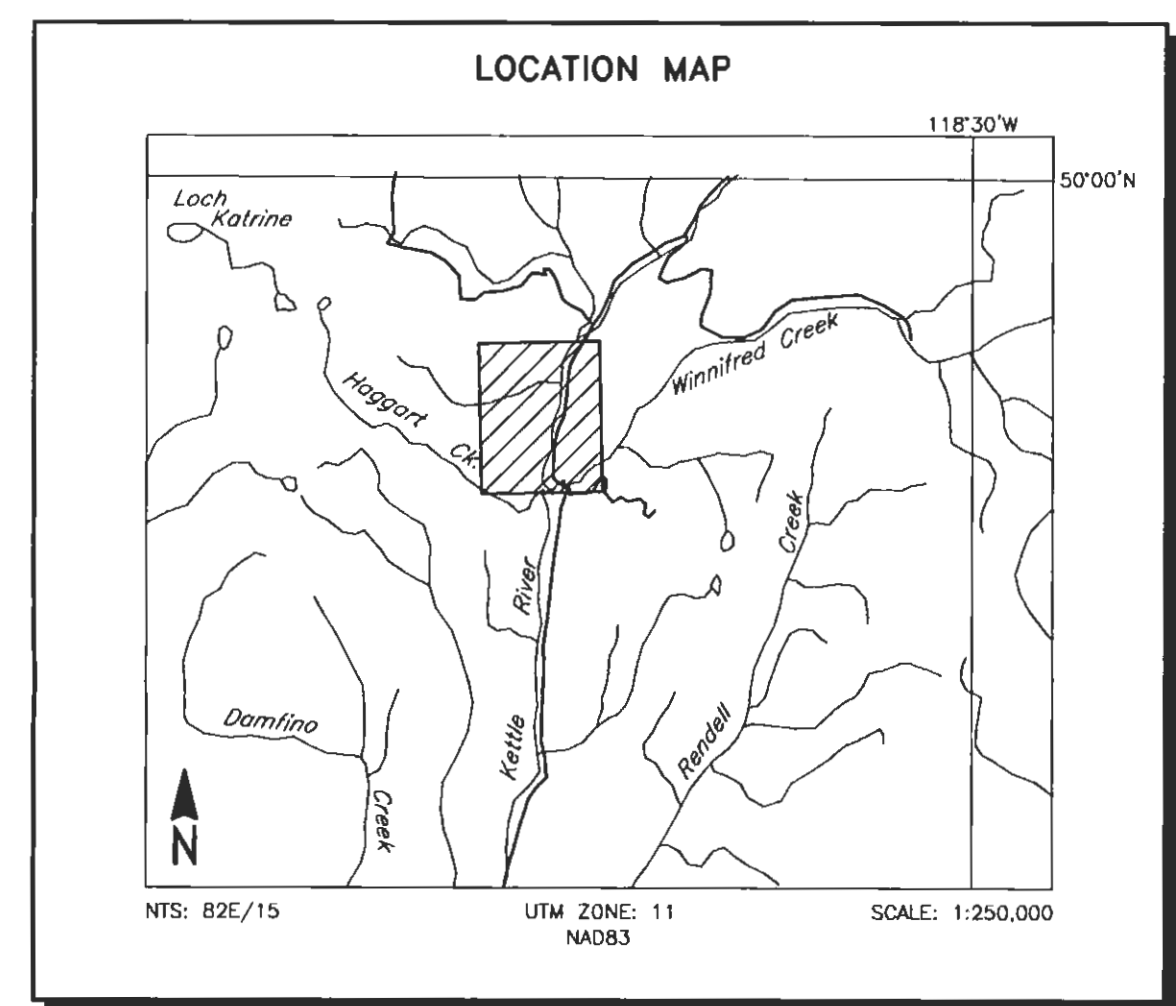 LOCATION MAP
118°30'W
50°00'N
Loch
Katrine
Winnifred Creek
Haggart
Ck.
Creek
River
Kettle
Rendell
Damfino
Creek
N
NTS: 82E/15
UTM ZONE: 11
SCALE: 1:250,000
NAD83